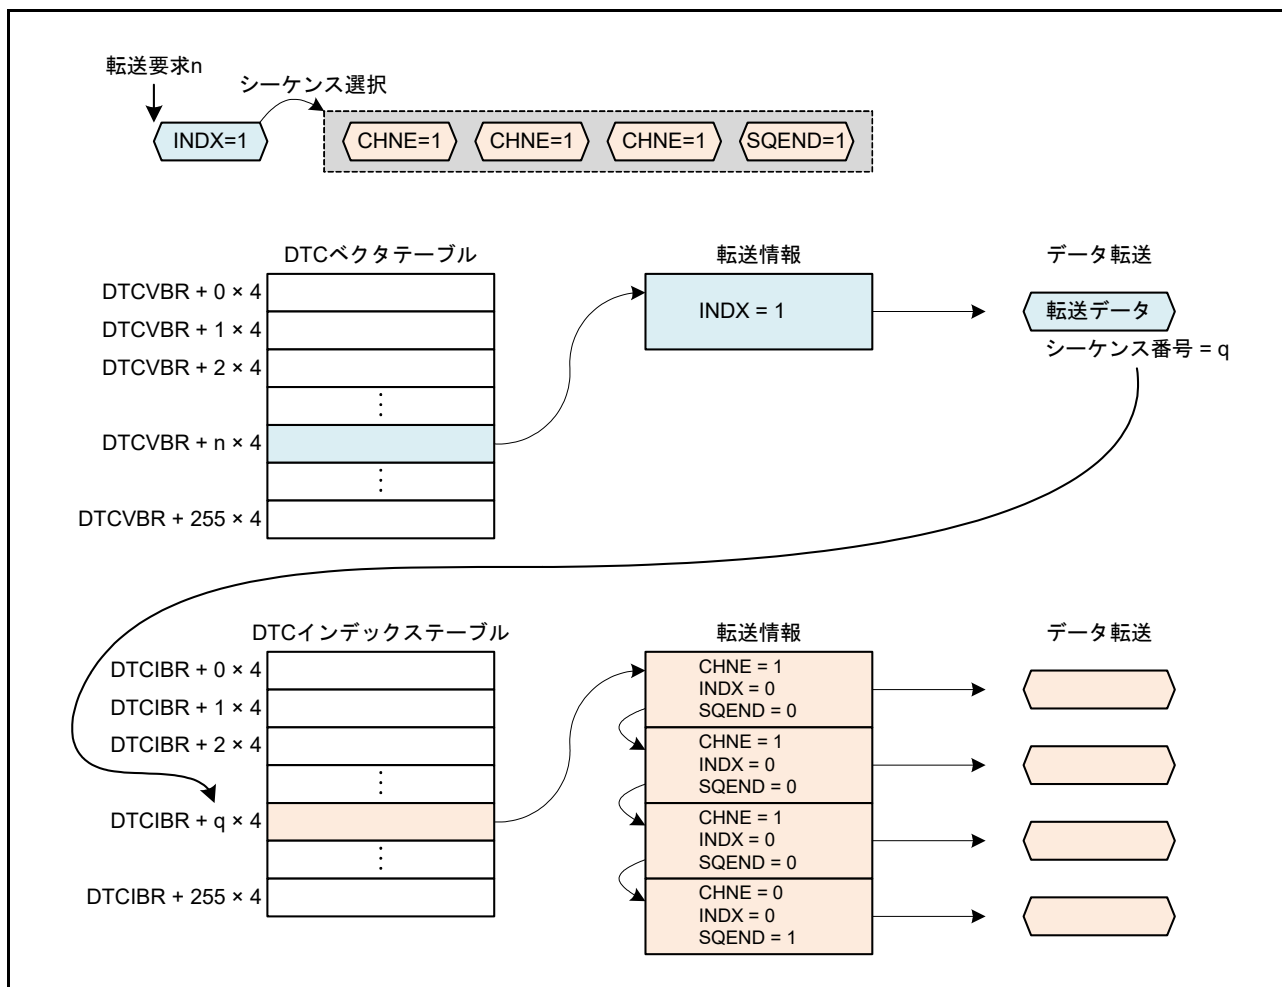 転送要求n
シーケンス選択
INDX=1
CHNE=1
CHNE=1
CHNE=1
SQEND=1
DTCベクタテーブル
転送情報
データ転送
DTCVBR + 0 × 4
DTCVBR + 1 × 4
DTCVBR + 2 × 4
⋮
DTCVBR + n × 4
⋮
DTCVBR + 255 × 4
INDX = 1
転送データ
シーケンス番号 = q
DTCインデックステーブル
転送情報
データ転送
DTCIBR + 0 × 4
DTCIBR + 1 × 4
DTCIBR + 2 × 4
⋮
DTCIBR + q × 4
⋮
DTCIBR + 255 × 4
CHNE = 1
INDX = 0
SQEND = 0
CHNE = 1
INDX = 0
SQEND = 0
CHNE = 1
INDX = 0
SQEND = 0
CHNE = 0
INDX = 0
SQEND = 1